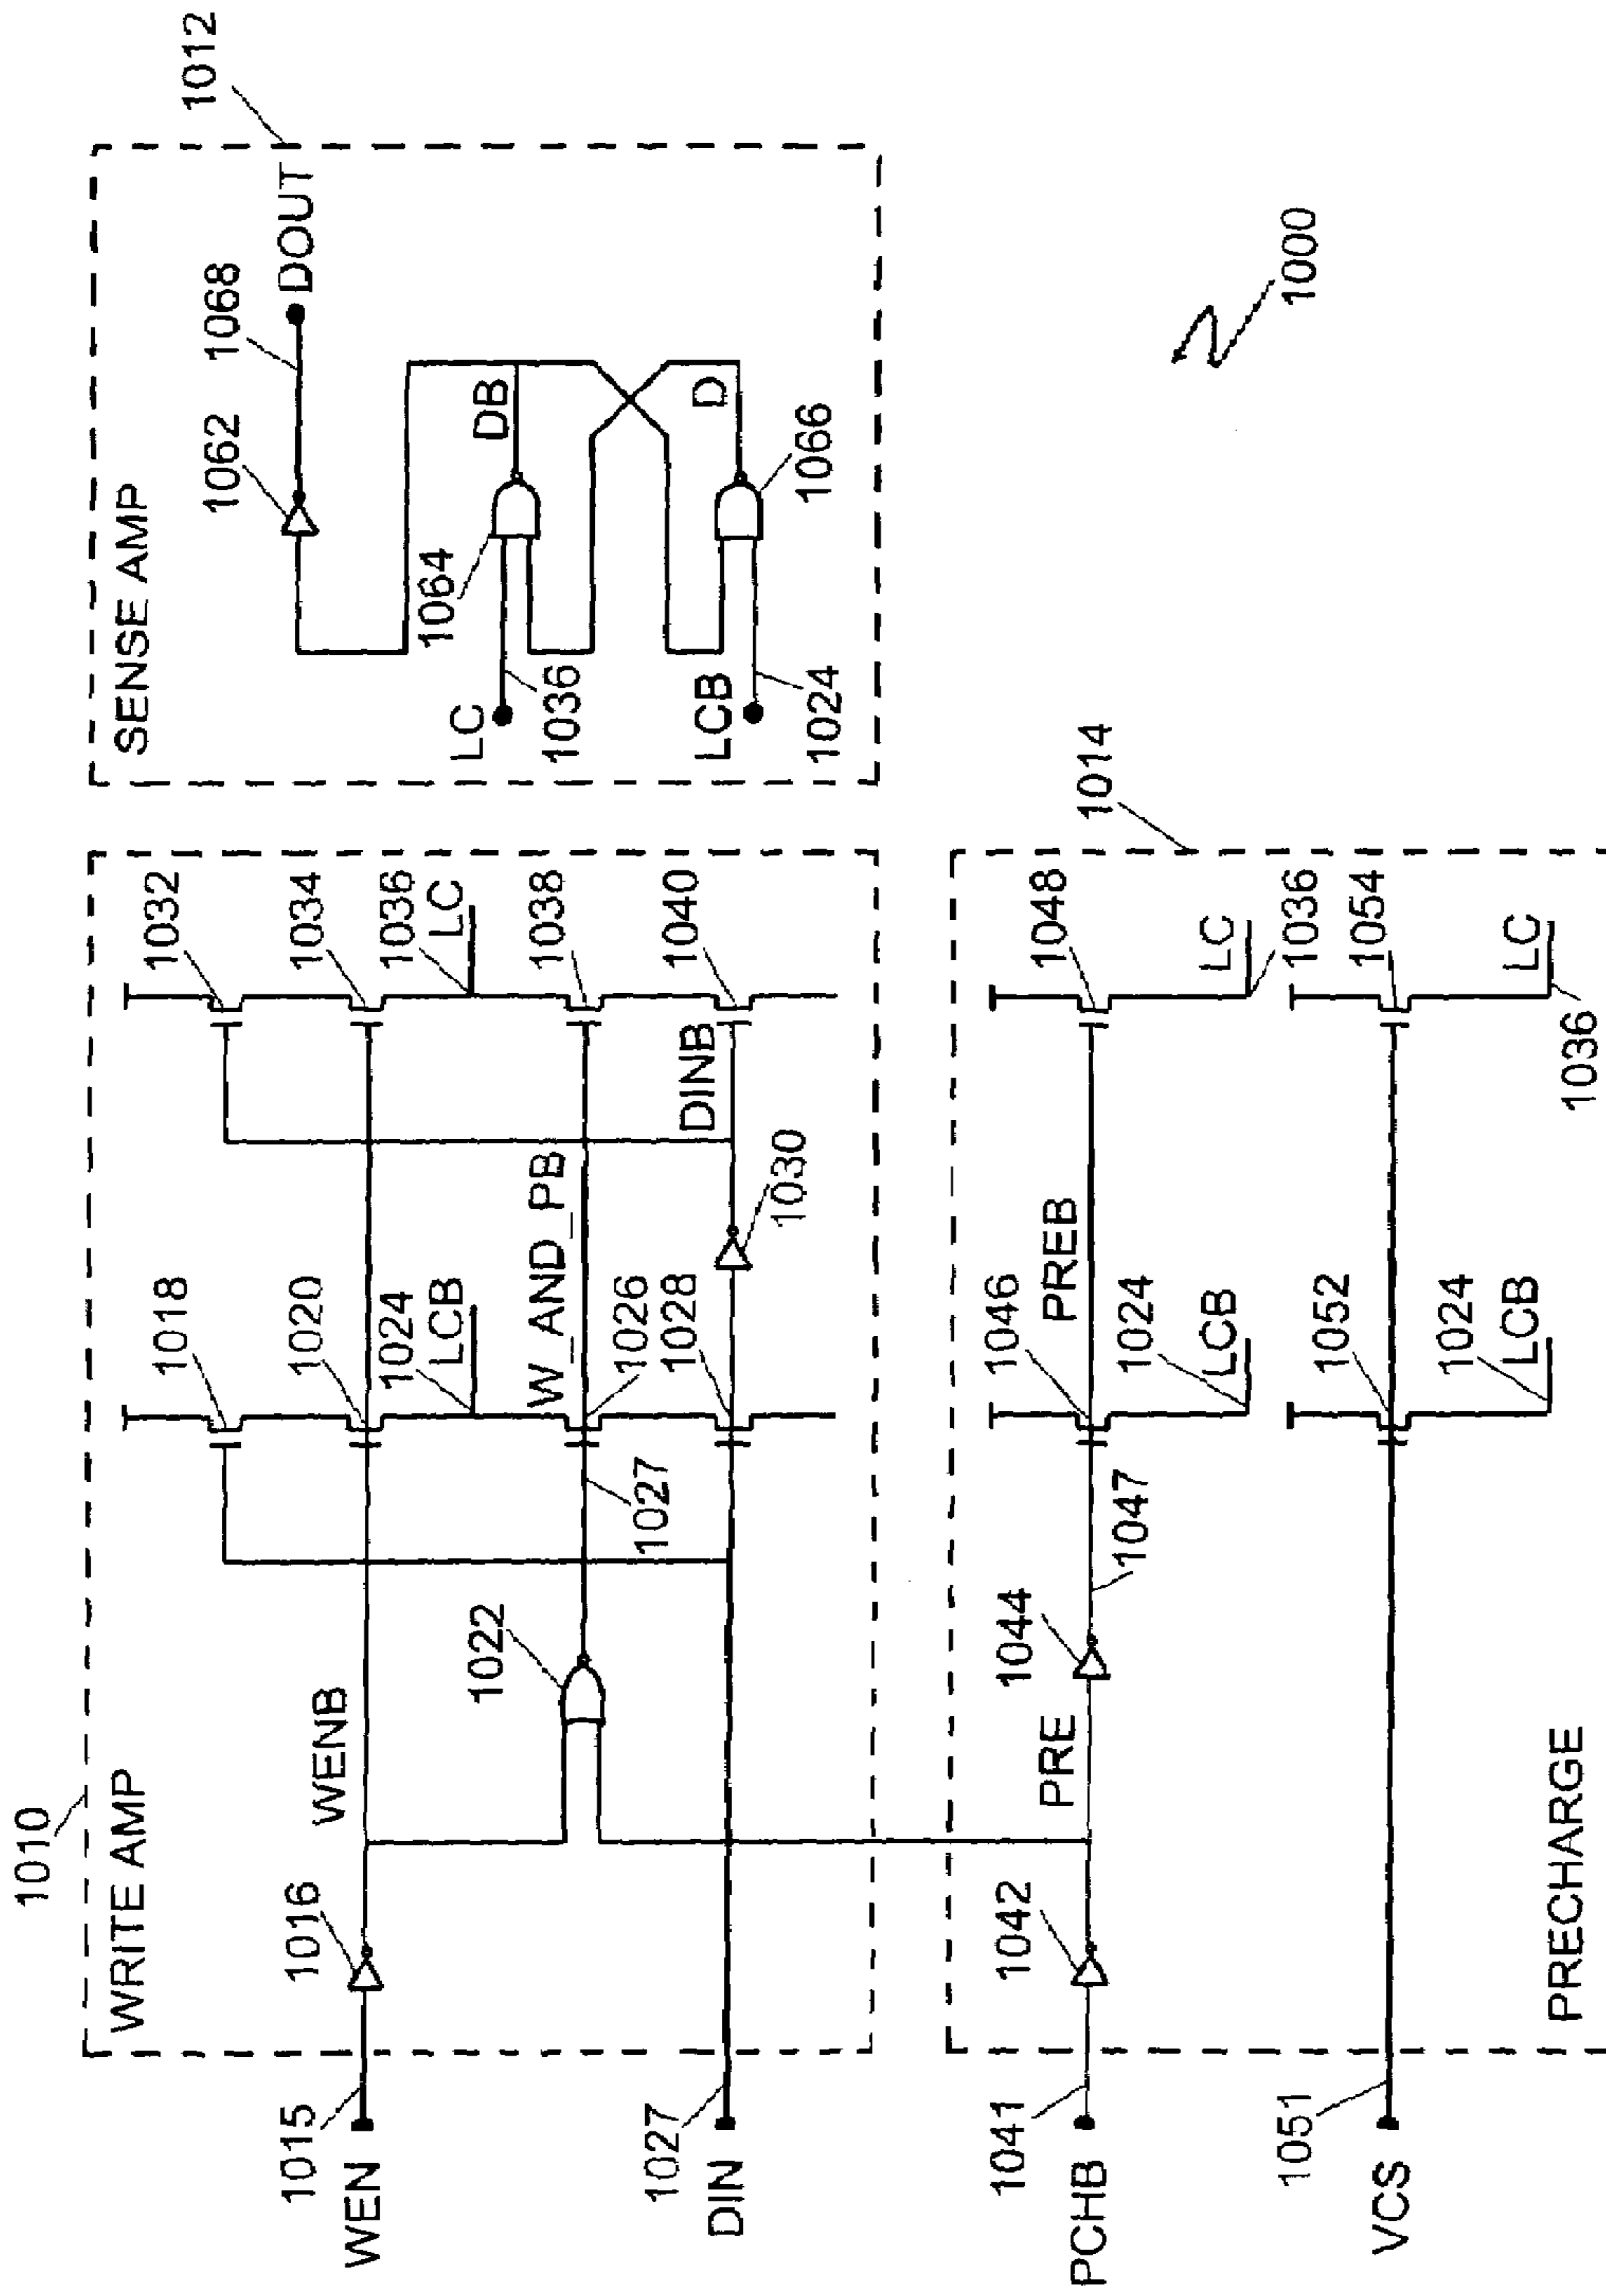 1010
WRITE AMP
1015
WEN
1016
WENB
1018
1020
1024
LCB
1022
W_AND_PB
1027
1026
1028
1032
1034
1036
LC
1038
1040
DINB
1030
1027
DIN
SENSE AMP
1012
1062
1068
DOUT
LC
1036
1064
DB
LCB
1024
1066
D
1014
PRECHARGE
1041
PCHB
1042
PRE
1044
1047
1046
PREB
1048
1024
LCB
LC
1036
1051
VCS
1052
1054
1024
LCB
LC
1036
1000